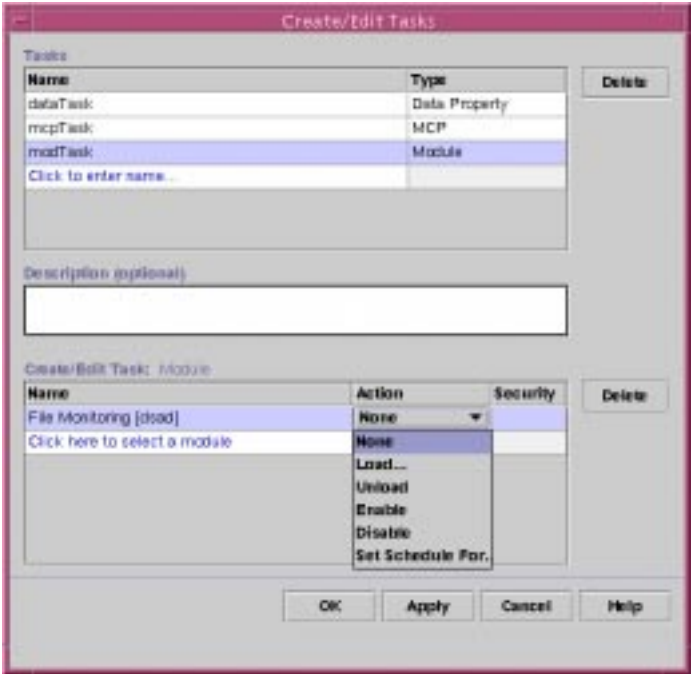 Create/Edit Tasks
Tasks
Name Type Delete
dataTask Data Property
mcpTask MCP
modTask Module
Click to enter name...
Description (optional)
Create/Edit Task: Module
Name Action Security Delete
File Monitoring [dsad] None
Click here to select a module None
Load...
Unload
Enable
Disable
Set Schedule For..
OK Apply Cancel Help